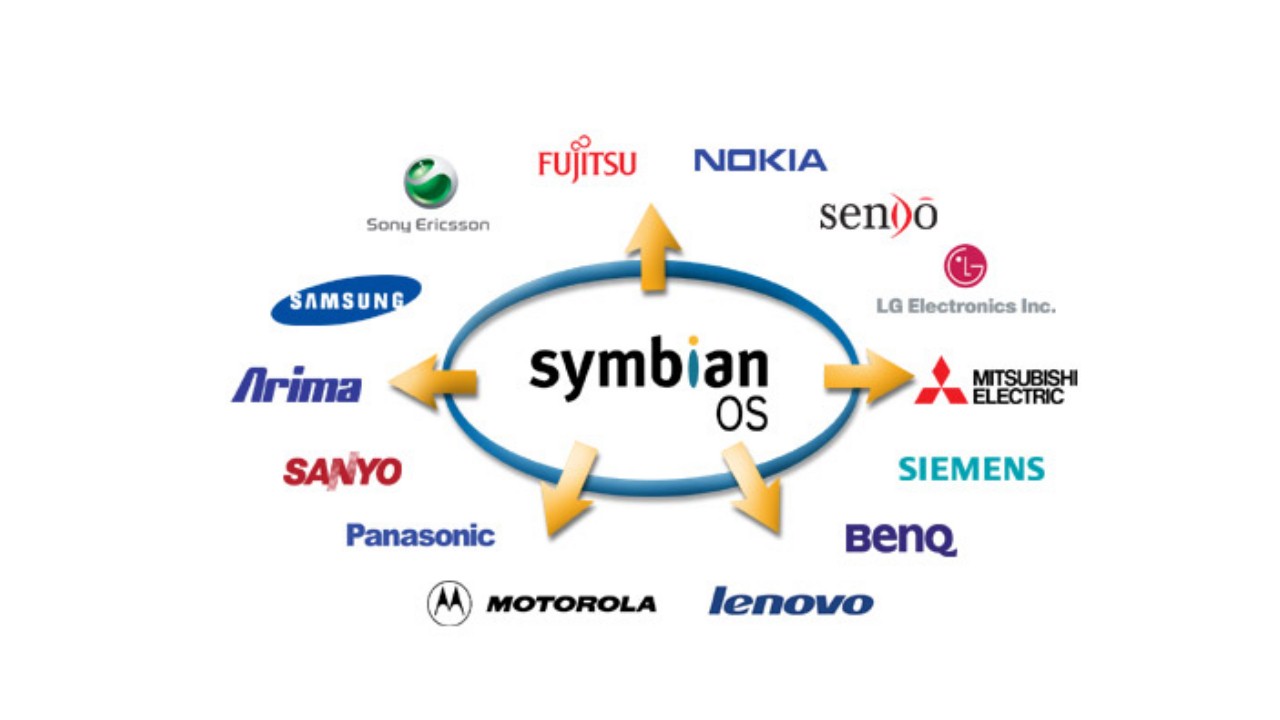 FUJITSU
NOKIA
Sony Ericsson
sendo
LG Electronics Inc.
SAMSUNG
symbian
OS
Arima
MITSUBISHI
ELECTRIC
SANYO
SIEMENS
Panasonic
BenQ
MOTOROLA
lenovo